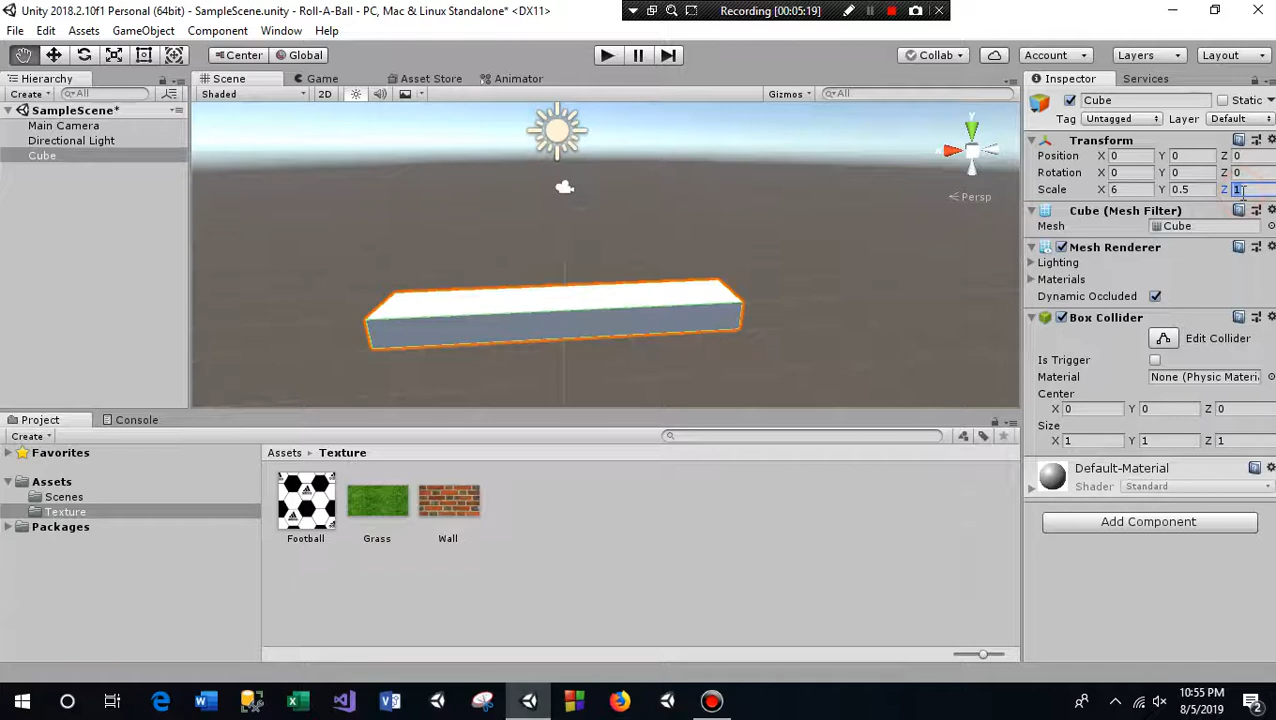 Unity 2018.2.10f1 Personal (64bit) - SampleScene.unity - Roll-A-Ball - PC, Mac & Linux Standalone* <DX11>
Recording [00:05:19]
File Edit Assets GameObject Component Window Help
Center Global Collab Account Layers Layout
Hierarchy Scene Game Asset Store Animator Inspector Services
Create All Shaded 2D Gizmos All Cube Static
SampleScene* Tag Untagged Layer Default
Main Camera
Directional Light
Cube
y
Persp
Transform
Position X 0 Y 0 Z 0
Rotation X 0 Y 0 Z 0
Scale X 6 Y 0.5 Z 1
Cube (Mesh Filter)
Mesh Cube
Mesh Renderer
Lighting
Materials
Dynamic Occluded
Box Collider
Edit Collider
Is Trigger
Material None (Physic Materi
Center
X 0 Y 0 Z 0
Size
X 1 Y 1 Z 1
Default-Material
Shader Standard
Add Component
Project Console
Create
Favorites
Assets
Scenes
Texture
Packages
Assets Texture
Football Grass Wall
10:55 PM
8/5/2019
2